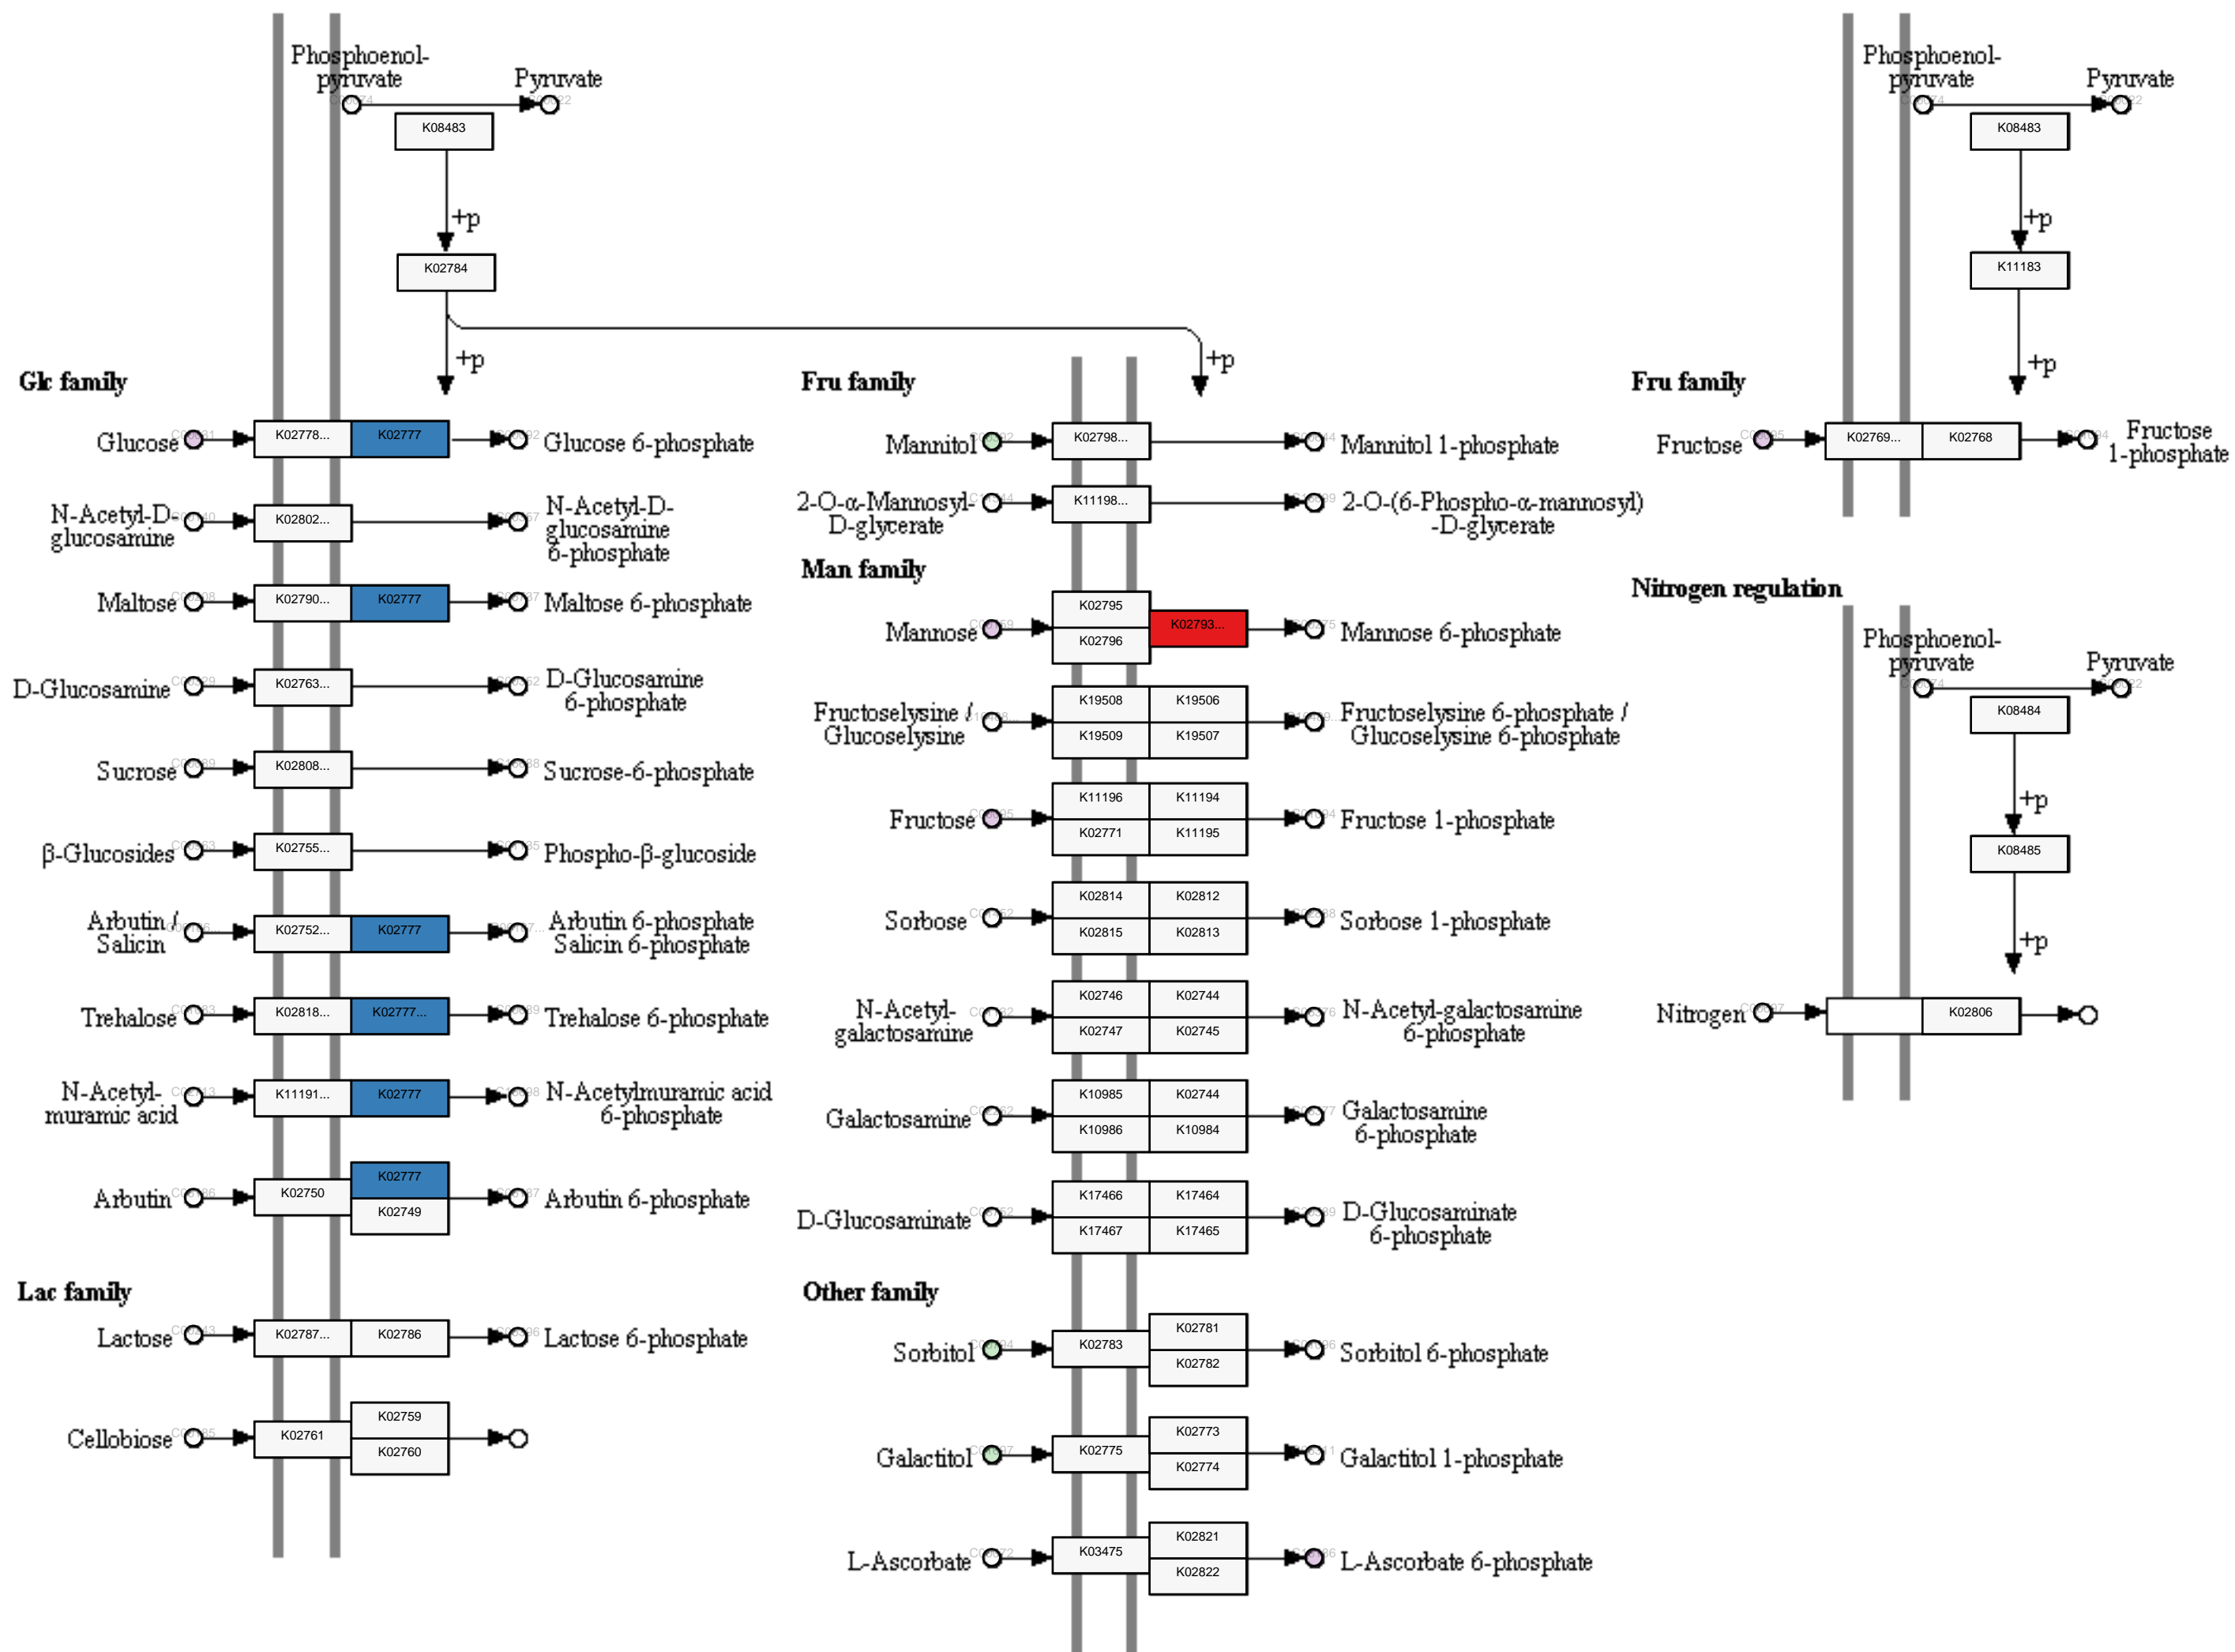 Phosphoenol-
pyruvate
Pyruvate
K08483
+p
K02784
+p
+p
Glc family
Glucose
K02778...
K02777
Glucose 6-phosphate
N-Acetyl-D-
glucosamine
K02802...
N-Acetyl-D-
glucosamine
6-phosphate
Maltose
K02790...
K02777
Maltose 6-phosphate
D-Glucosamine
K02763...
D-Glucosamine
6-phosphate
Sucrose
K02808...
Sucrose-6-phosphate
β-Glucosides
K02755...
Phospho-β-glucoside
Arbutin /
Salicin
K02752...
K02777
Arbutin 6-phosphate
Salicin 6-phosphate
Trehalose
K02818...
K02777...
Trehalose 6-phosphate
N-Acetyl-
muramic acid
K11191...
K02777
N-Acetylmuramic acid
6-phosphate
Arbutin
K02750
K02777
K02749
Arbutin 6-phosphate
Lac family
Lactose
K02787...
K02786
Lactose 6-phosphate
Cellobiose
K02761
K02759
K02760
Fru family
Mannitol
K02798...
Mannitol 1-phosphate
2-O-α-Mannosyl-
D-glycerate
K11198...
2-O-(6-Phospho-α-mannosyl)
-D-glycerate
Man family
Mannose
K02795
K02796
K02793...
Mannose 6-phosphate
Fructoselysine /
Glucoselysine
K19508
K19506
K19509
K19507
Fructoselysine 6-phosphate /
Glucoselysine 6-phosphate
Fructose
K11196
K11194
K02771
K11195
Fructose 1-phosphate
Sorbose
K02814
K02812
K02815
K02813
Sorbose 1-phosphate
N-Acetyl-
galactosamine
K02746
K02744
K02747
K02745
N-Acetyl-galactosamine
6-phosphate
Galactosamine
K10985
K02744
K10986
K10984
Galactosamine
6-phosphate
D-Glucosaminate
K17466
K17464
K17467
K17465
D-Glucosaminate
6-phosphate
Other family
Sorbitol
K02783
K02781
K02782
Sorbitol 6-phosphate
Galactitol
K02775
K02773
K02774
Galactitol 1-phosphate
L-Ascorbate
K03475
K02821
K02822
L-Ascorbate 6-phosphate
Phosphoenol-
pyruvate
Pyruvate
K08483
+p
K11183
+p
Fru family
Fructose
K02769...
K02768
Fructose
1-phosphate
Nitrogen regulation
Phosphoenol-
pyruvate
Pyruvate
K08484
+p
K08485
+p
Nitrogen
K02806